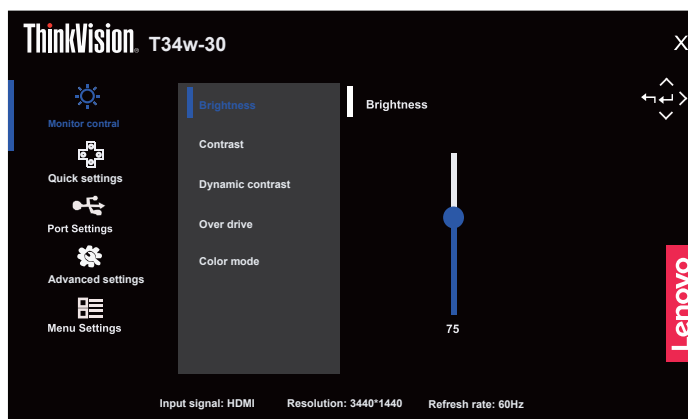 ThinkVision® T34w-30
X
Monitor contral
Quick settings
Port Settings
Advanced settings
Menu Settings
Brightness
Contrast
Dynamic contrast
Over drive
Color mode
Brightness
75
Lenovo
Input signal: HDMI Resolution: 3440*1440 Refresh rate: 60Hz